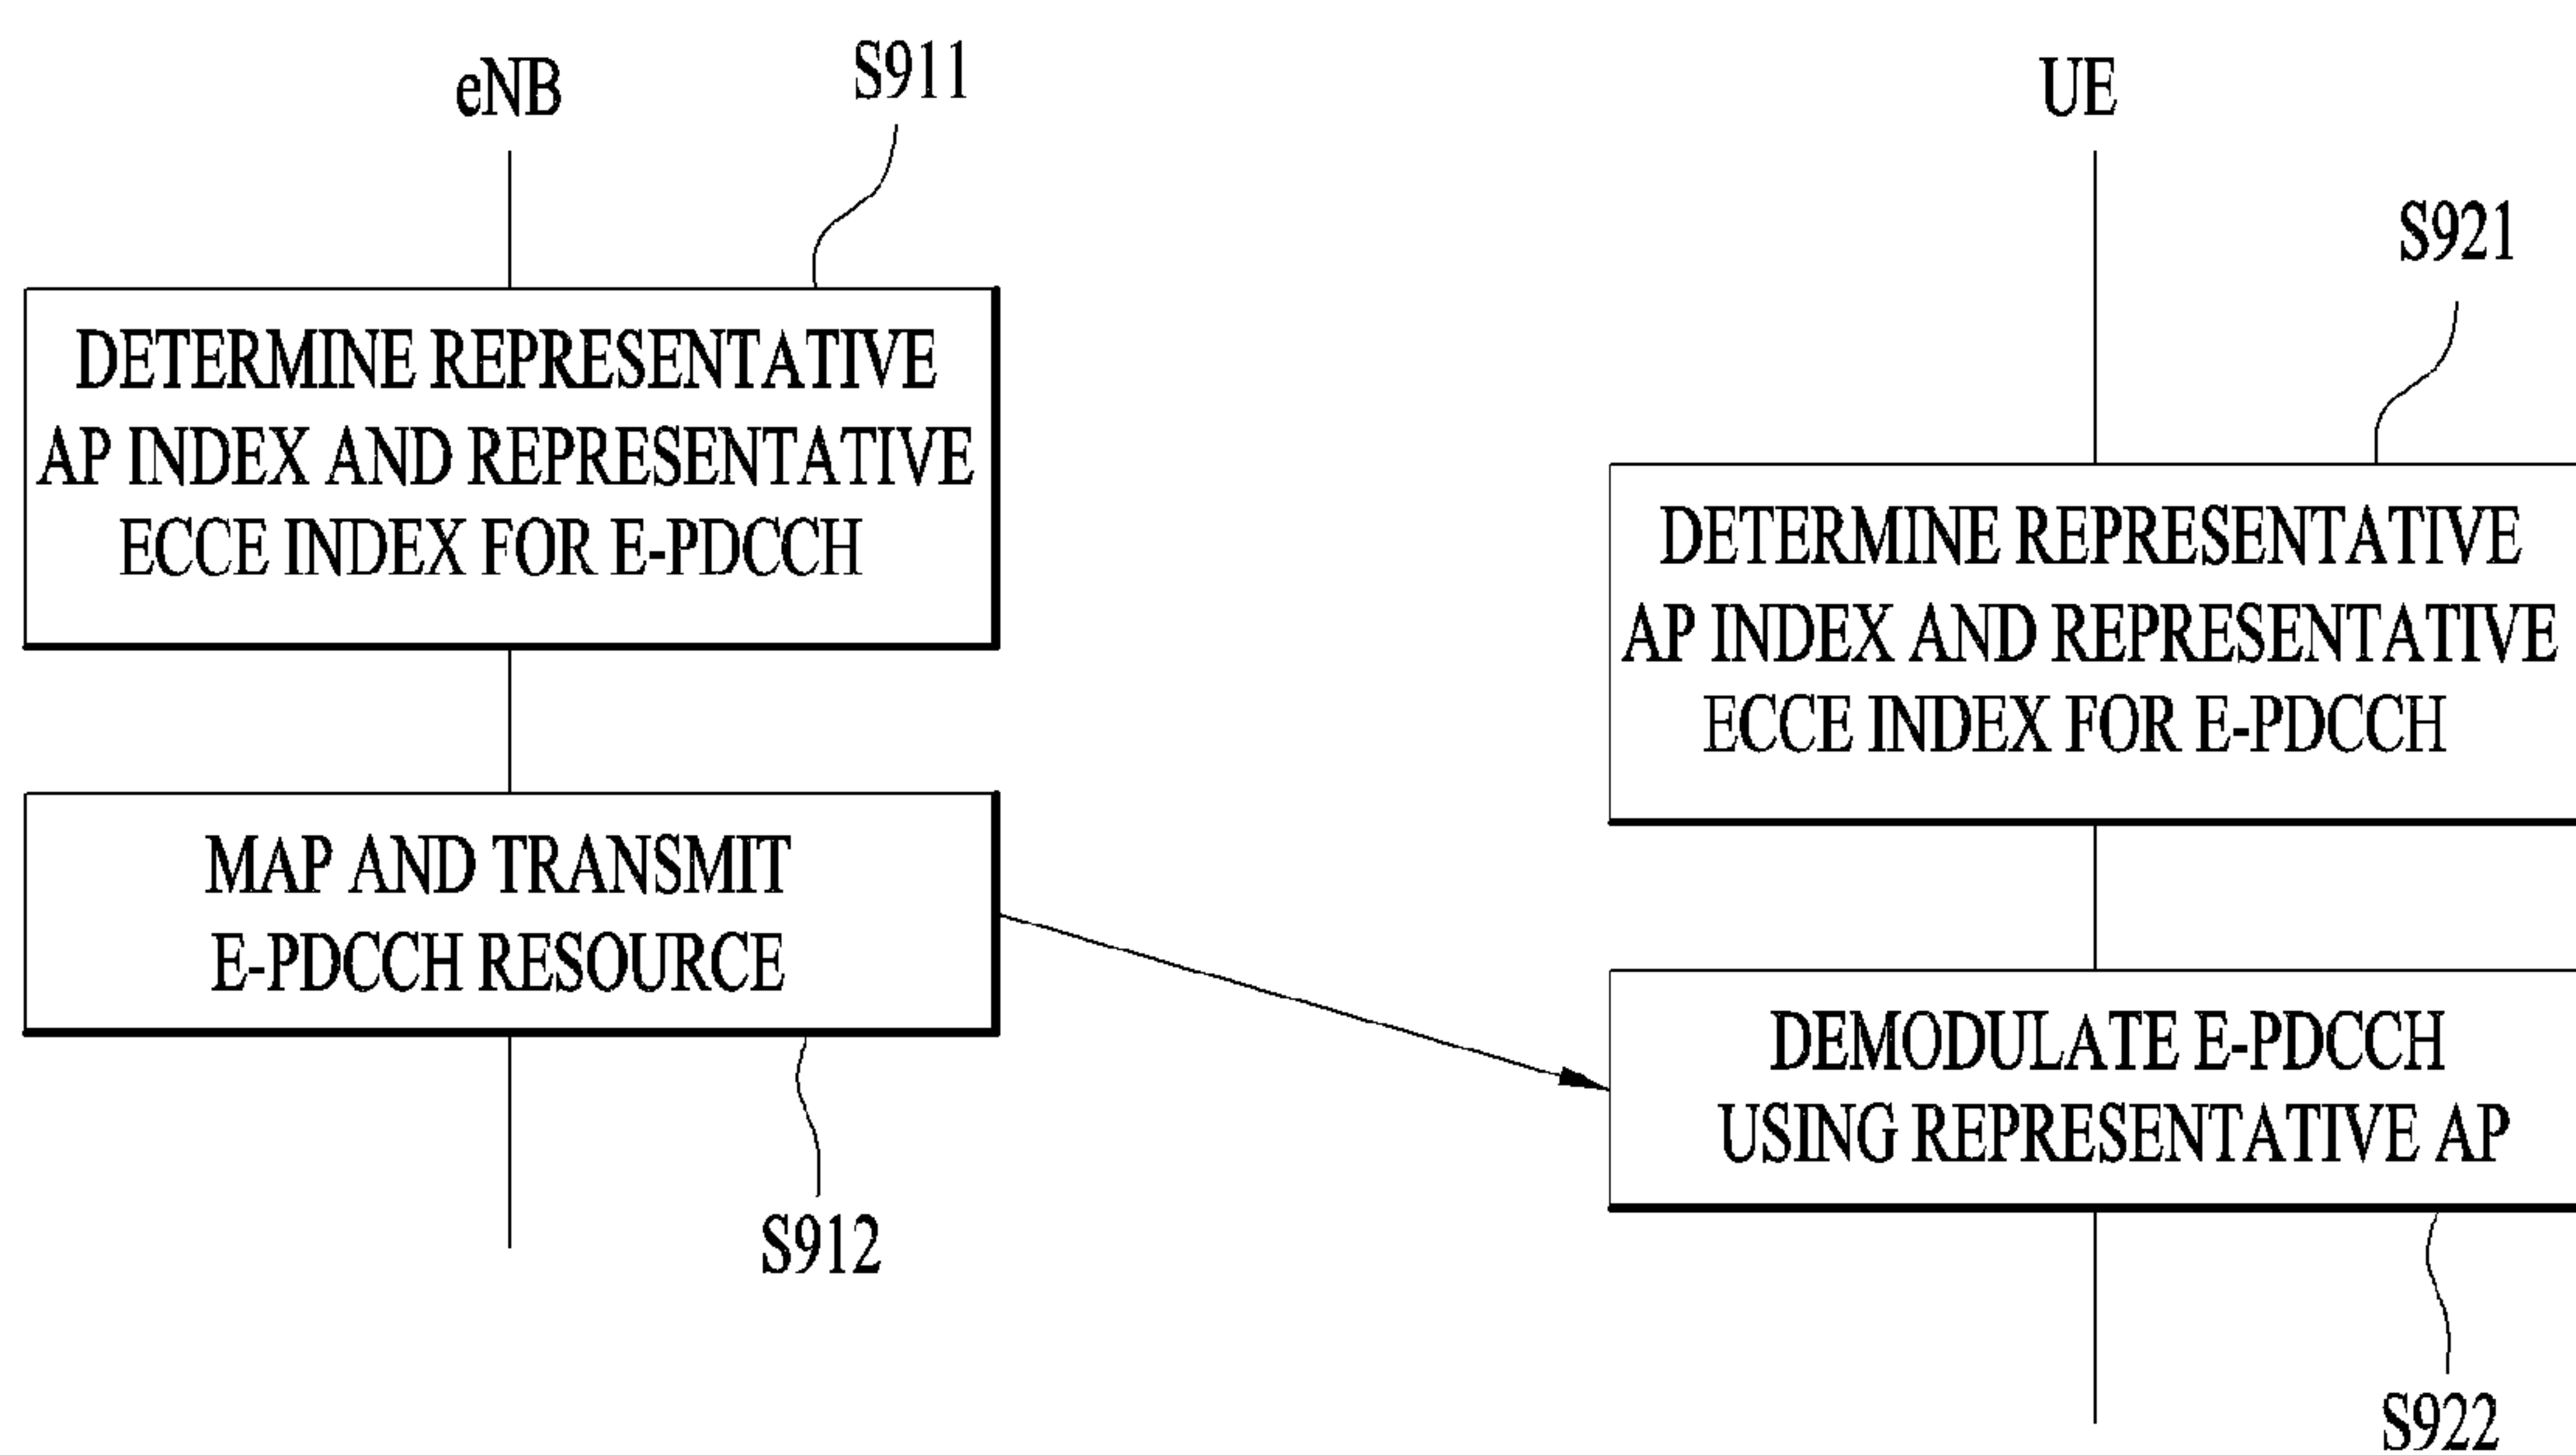 eNB
S911
DETERMINE REPRESENTATIVE
AP INDEX AND REPRESENTATIVE
ECCE INDEX FOR E-PDCCH
MAP AND TRANSMIT
E-PDCCH RESOURCE
S912
UE
S921
DETERMINE REPRESENTATIVE
AP INDEX AND REPRESENTATIVE
ECCE INDEX FOR E-PDCCH
DEMODULATE E-PDCCH
USING REPRESENTATIVE AP
S922